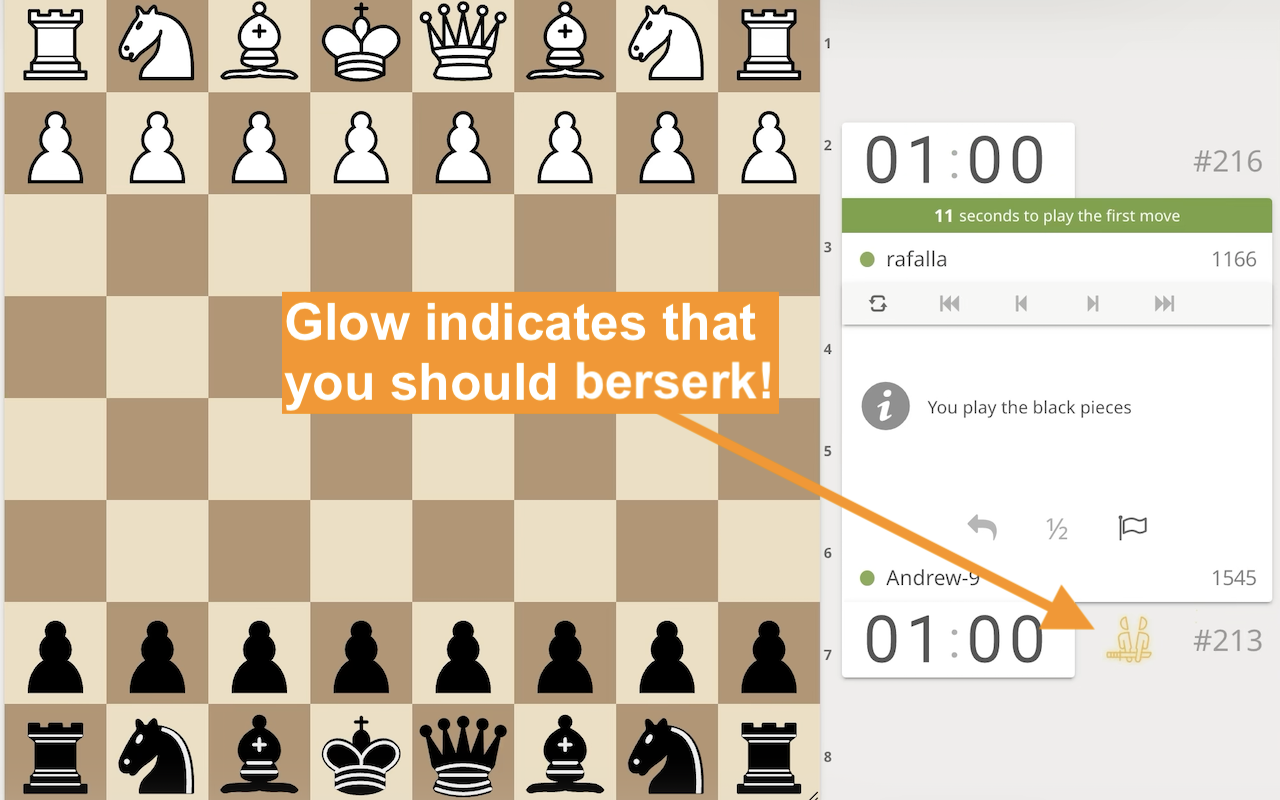 1
2
3
4
5
6
7
8
Glow indicates that
you should berserk!
01:00
#216
11 seconds to play the first move
rafalla 1166
You play the black pieces
½
Andrew-9 1545
01:00
#213